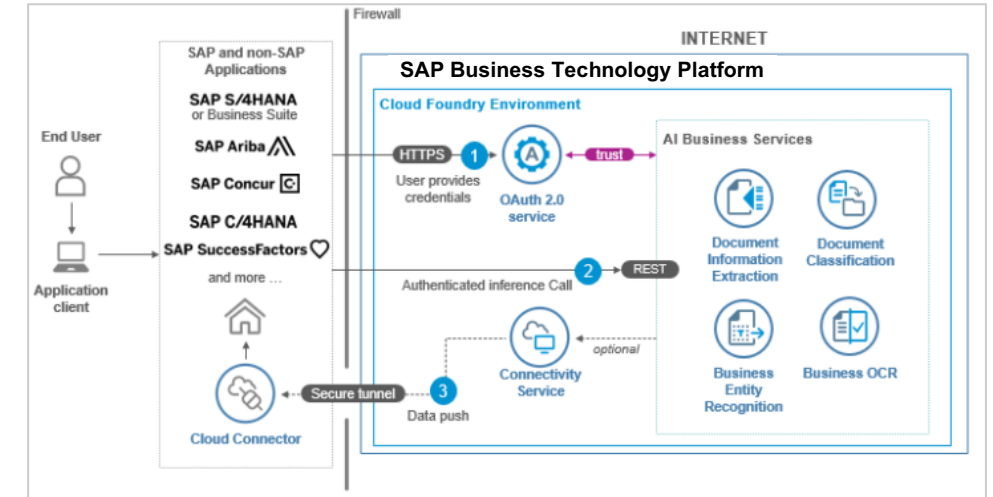 Firewall
INTERNET
SAP and non-SAP
Applications
SAP S/4HANA
or Business Suite
SAP Ariba
SAP Concur C
SAP C/4HANA
SAP SuccessFactors
and more ...
End User
Application
client
Cloud Connector
SAP Business Technology Platform
Cloud Foundry Environment
HTTPS
1
User provides
credentials
A
OAuth 2.0
service
trust
AI Business Services
Document
Information
Extraction
Document
Classification
2
REST
Authenticated inference Call
Connectivity
Service
optional
Business
Entity
Recognition
Business OCR
Secure tunnel
3
Data push